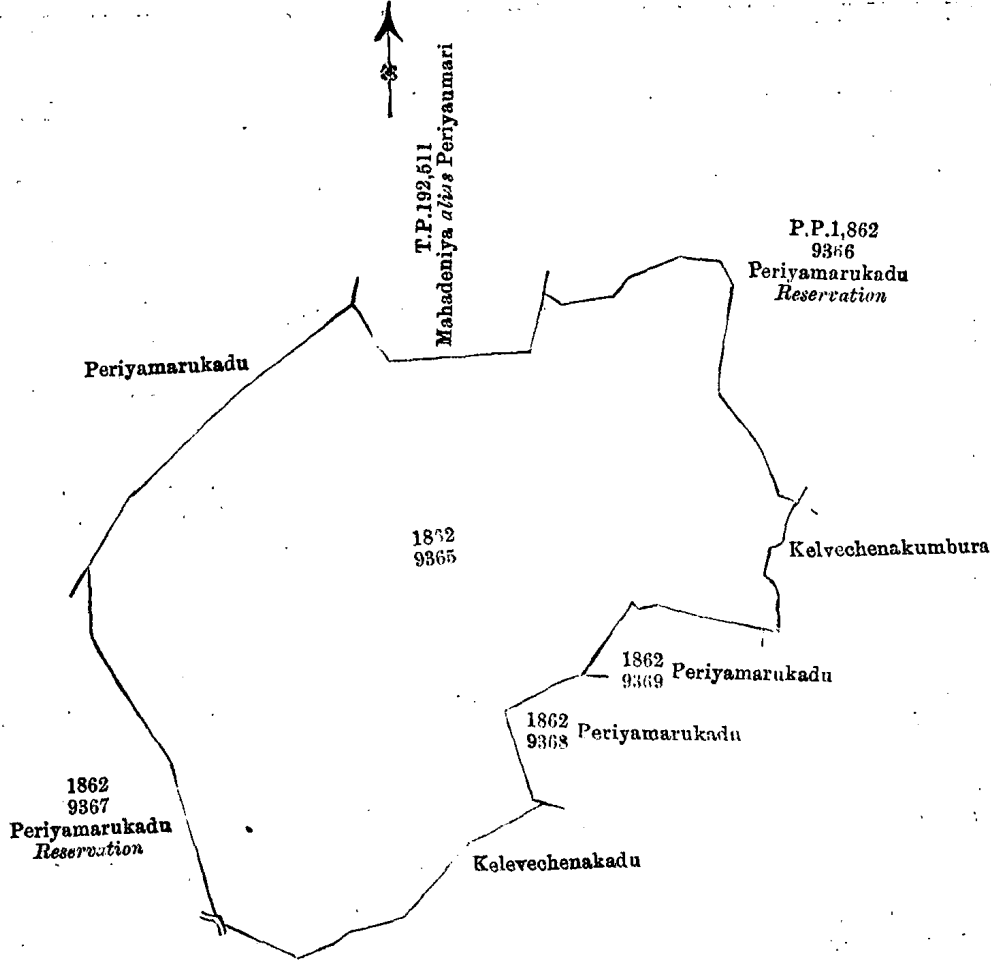 T.P.192,511
Mahadeniya alias Periyaumari
P.P.1,862
9366
Periyamarukadu
Reservation
Periyamarukadu
1862
9365
Kelvechenakumbura
1862
9369 Periyamarukadu
1862
9368 Periyamarukadu
1862
9367
Periyamarukadu
Reservation
Kelevechenakadu